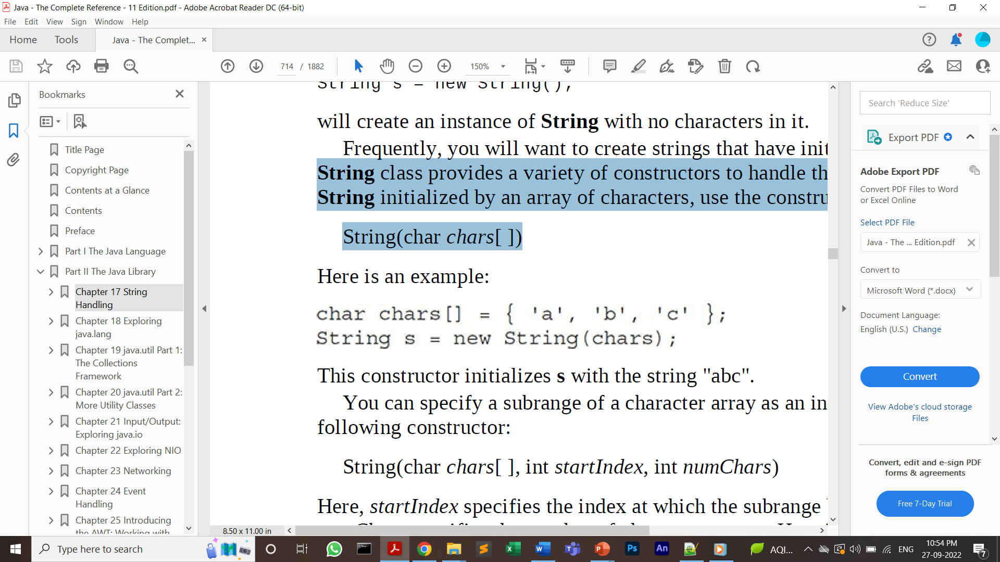 Java - The Complete Reference - 11 Edition.pdf - Adobe Acrobat Reader DC (64-bit)
File Edit View Sign Window Help
Home Tools Java - The Complet...
714 / 1882 150%
Bookmarks
Title Page
Copyright Page
Contents at a Glance
Contents
Preface
Part I The Java Language
Part II The Java Library
Chapter 17 String
Handling
Chapter 18 Exploring
java.lang
Chapter 19 java.util Part 1:
The Collections
Framework
Chapter 20 java.util Part 2:
More Utility Classes
Chapter 21 Input/Output:
Exploring java.io
Chapter 22 Exploring NIO
Chapter 23 Networking
Chapter 24 Event
Handling
Chapter 25 Introducing
the AWT: Working with
String s = new String();
will create an instance of String with no characters in it.
Frequently, you will want to create strings that have init
String class provides a variety of constructors to handle th
String initialized by an array of characters, use the constru
String(char chars[ ])
Here is an example:
char chars[] = { 'a', 'b', 'c' };
String s = new String(chars);
This constructor initializes s with the string "abc".
You can specify a subrange of a character array as an in
following constructor:
String(char chars[ ], int startIndex, int numChars)
Here, startIndex specifies the index at which the subrange
8.50 x 11.00 in
Search 'Reduce Size'
Export PDF
Adobe Export PDF
Convert PDF Files to Word
or Excel Online
Select PDF File
Java - The ... Edition.pdf
Convert to
Microsoft Word (*.docx)
Document Language:
English (U.S.) Change
Convert
View Adobe's cloud storage
Files
Convert, edit and e-sign PDF
forms & agreements
Free 7-Day Trial
Type here to search
Ps
An
AQI...
ENG
10:54 PM
27-09-2022
7